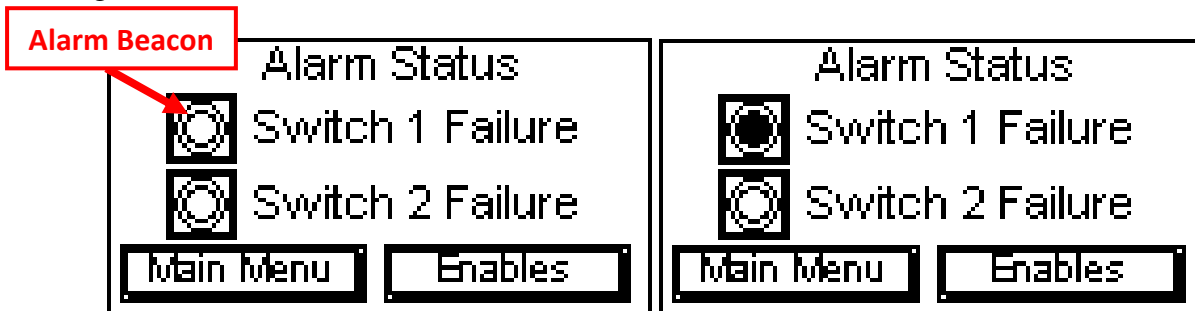 Alarm Beacon
Alarm Status
Switch 1 Failure
Switch 2 Failure
Main Menu Enables
Alarm Status
Switch 1 Failure
Switch 2 Failure
Main Menu Enables